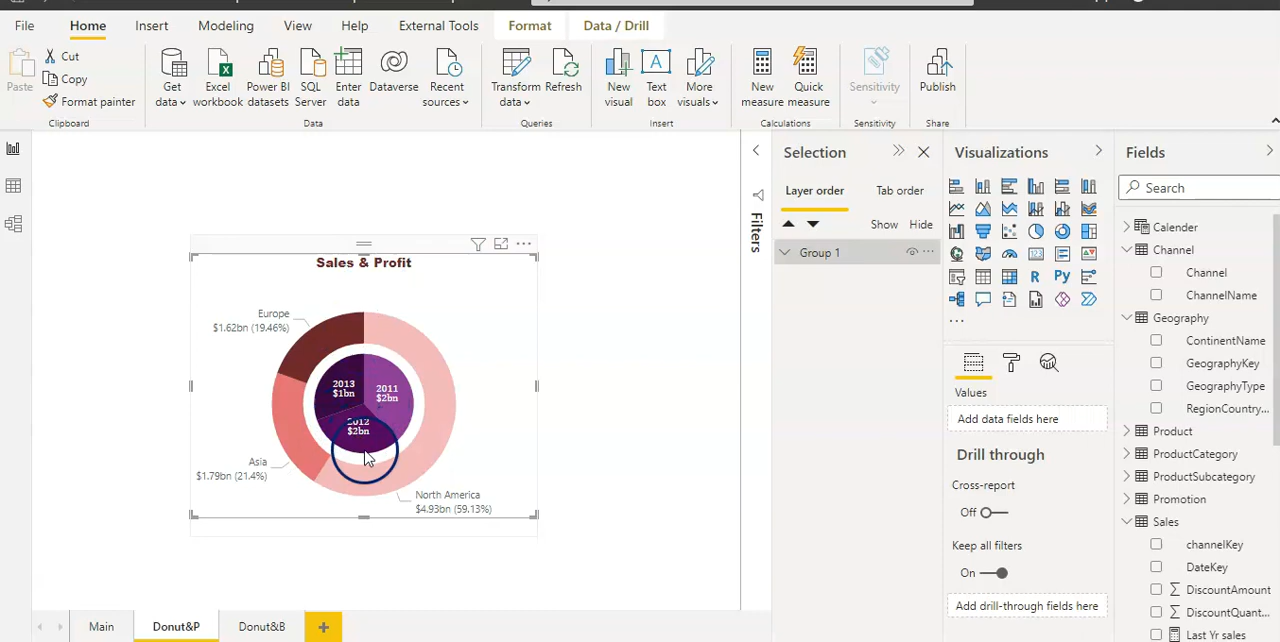 File Home Insert Modeling View Help External Tools Format Data / Drill
Paste
Cut
Copy
Format painter
Clipboard
Get data
Excel workbook
Power BI datasets
SQL Server
Enter data
Dataverse
Recent sources
Data
Transform data
Refresh
Queries
New visual
Text box
More visuals
Insert
New measure
Quick measure
Calculations
Sensitivity
Sensitivity
Publish
Share
Sales & Profit
Europe
$1.62bn (19.46%)
2013
$1bn
2011
$2bn
2012
$2bn
Asia
$1.79bn (21.4%)
North America
$4.93bn (59.13%)
Filters
Selection
Layer order Tab order
Show Hide
Group 1
Visualizations
R Py
Values
Add data fields here
Drill through
Cross-report
Off
Keep all filters
On
Add drill-through fields here
Fields
Search
Calender
Channel
Channel
ChannelName
Geography
ContinentName
GeographyKey
GeographyType
RegionCountry...
Product
ProductCategory
ProductSubcategory
Promotion
Sales
channelKey
DateKey
DiscountAmount
DiscountQuant...
Last Yr sales
Main Donut&P Donut&B